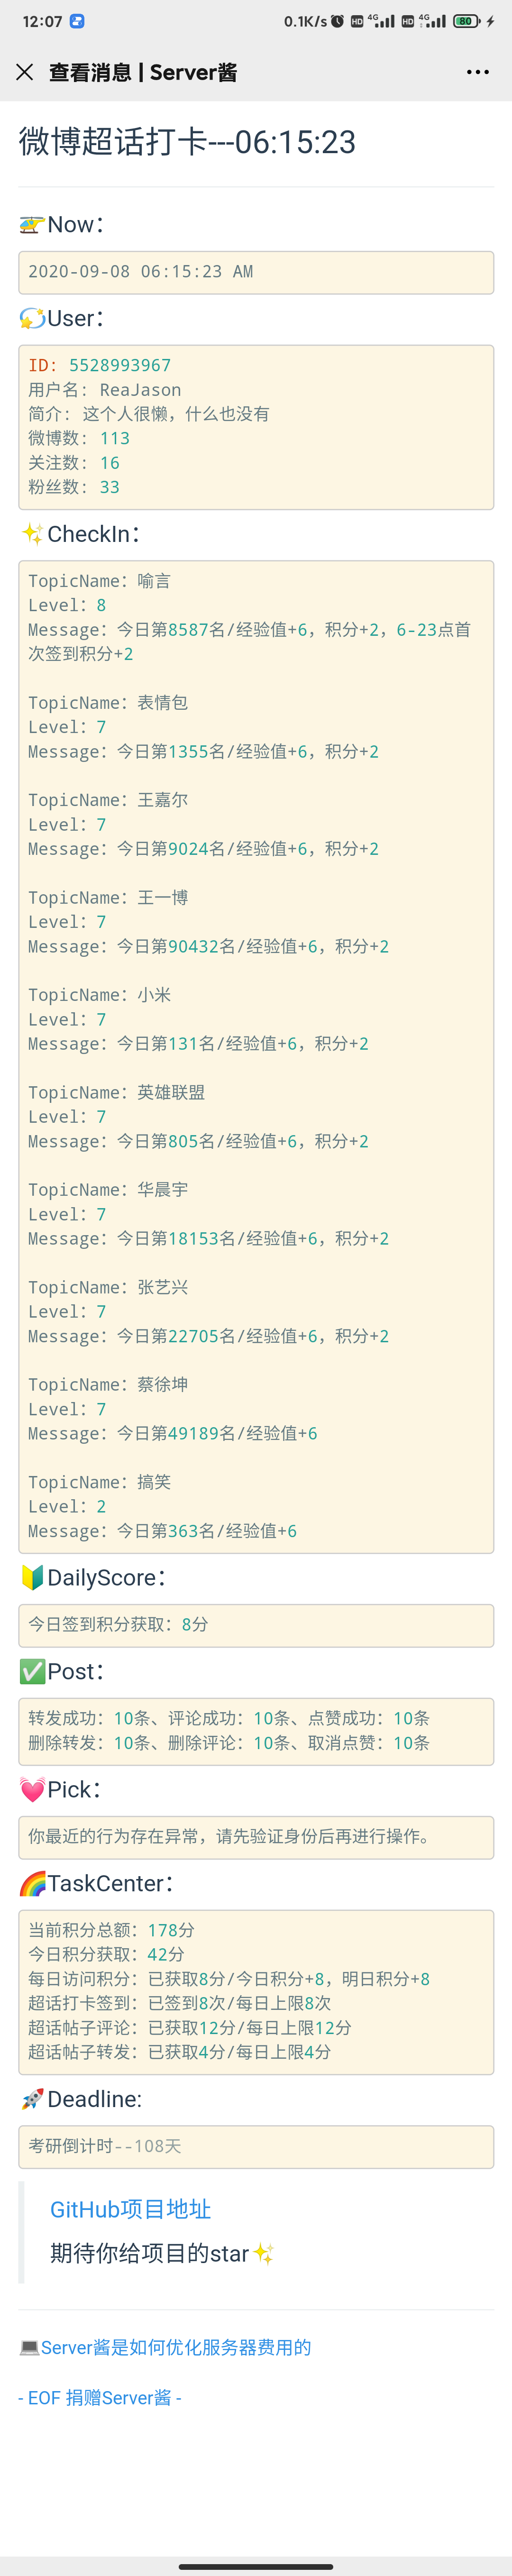 12:07
0.1K/s HD 4G HD 4G 80
查看消息 | Server酱
微博超话打卡---06:15:23
Now：
2020-09-08 06:15:23 AM
User：
ID: 5528993967
用户名: ReaJason
简介: 这个人很懒，什么也没有
微博数: 113
关注数: 16
粉丝数: 33
CheckIn：
TopicName：喻言
Level：8
Message：今日第8587名/经验值+6，积分+2，6-23点首
次签到积分+2
TopicName：表情包
Level：7
Message：今日第1355名/经验值+6，积分+2
TopicName：王嘉尔
Level：7
Message：今日第9024名/经验值+6，积分+2
TopicName：王一博
Level：7
Message：今日第90432名/经验值+6，积分+2
TopicName：小米
Level：7
Message：今日第131名/经验值+6，积分+2
TopicName：英雄联盟
Level：7
Message：今日第805名/经验值+6，积分+2
TopicName：华晨宇
Level：7
Message：今日第18153名/经验值+6，积分+2
TopicName：张艺兴
Level：7
Message：今日第22705名/经验值+6，积分+2
TopicName：蔡徐坤
Level：7
Message：今日第49189名/经验值+6
TopicName：搞笑
Level：2
Message：今日第363名/经验值+6
DailyScore：
今日签到积分获取：8分
Post：
转发成功：10条、评论成功：10条、点赞成功：10条
删除转发：10条、删除评论：10条、取消点赞：10条
Pick：
你最近的行为存在异常，请先验证身份后再进行操作。
TaskCenter：
当前积分总额：178分
今日积分获取：42分
每日访问积分：已获取8分/今日积分+8，明日积分+8
超话打卡签到：已签到8次/每日上限8次
超话帖子评论：已获取12分/每日上限12分
超话帖子转发：已获取4分/每日上限4分
Deadline:
考研倒计时--108天
GitHub项目地址
期待你给项目的star
Server酱是如何优化服务器费用的
- EOF 捐赠Server酱 -